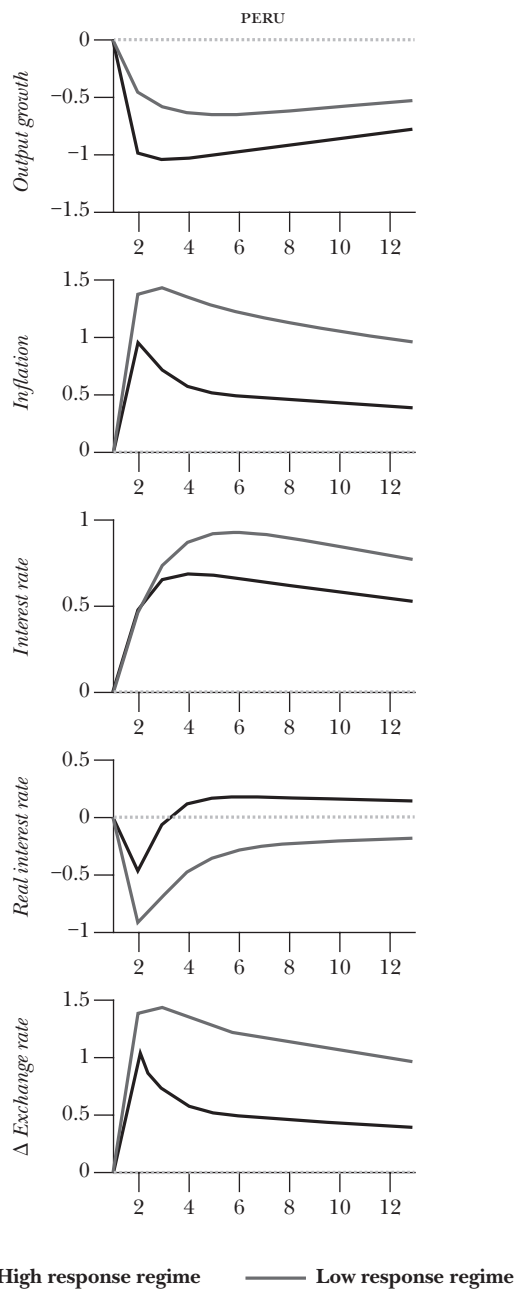 PERU
Output growth
0
−0.5
−1
−1.5
2 4 6 8 10 12
Inflation
1.5
1
0.5
0
2 4 6 8 10 12
Interest rate
1
0.5
0
2 4 6 8 10 12
Real interest rate
0.5
0
−0.5
−1
2 4 6 8 10 12
Δ Exchange rate
1.5
1
0.5
0
2 4 6 8 10 12
High response regime Low response regime